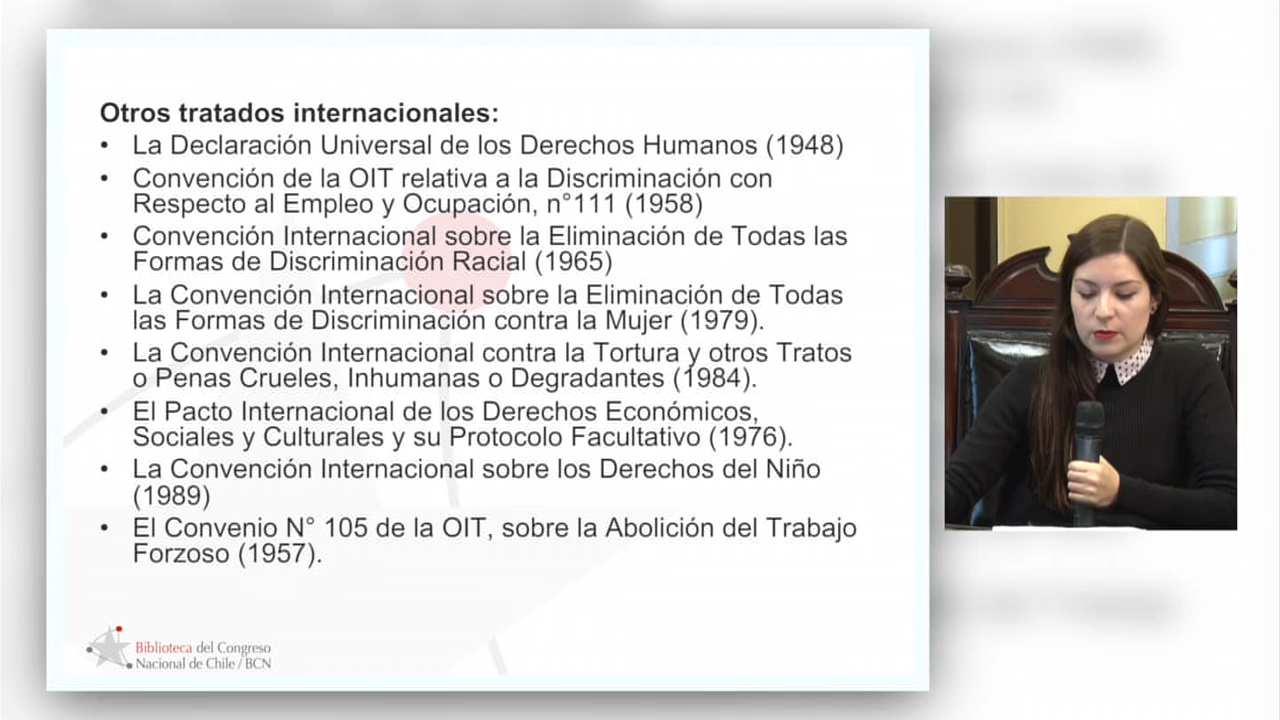 Otros tratados internacionales:
• La Declaración Universal de los Derechos Humanos (1948)
• Convención de la OIT relativa a la Discriminación con
Respecto al Empleo y Ocupación, n°111 (1958)
• Convención Internacional sobre la Eliminación de Todas las
Formas de Discriminación Racial (1965)
• La Convención Internacional sobre la Eliminación de Todas
las Formas de Discriminación contra la Mujer (1979).
• La Convención Internacional contra la Tortura y otros Tratos
o Penas Crueles, Inhumanas o Degradantes (1984).
• El Pacto Internacional de los Derechos Económicos,
Sociales y Culturales y su Protocolo Facultativo (1976).
• La Convención Internacional sobre los Derechos del Niño
(1989)
• El Convenio N° 105 de la OIT, sobre la Abolición del Trabajo
Forzoso (1957).
Biblioteca del Congreso
Nacional de Chile / BCN